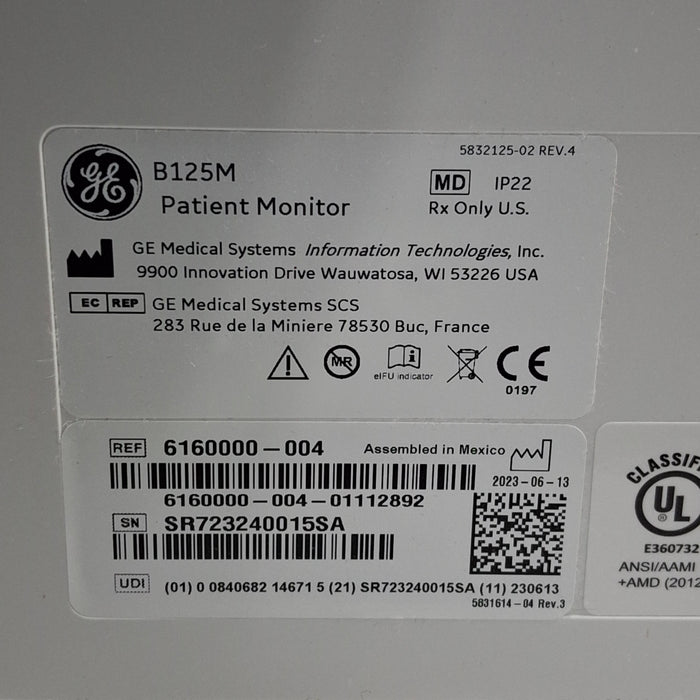 5832125-02 REV.4
GE
B125M
MD IP22
Patient Monitor
Rx Only U.S.
GE Medical Systems Information Technologies, Inc.
9900 Innovation Drive Wauwatosa, WI 53226 USA
EC REP GE Medical Systems SCS
283 Rue de la Miniere 78530 Buc, France
MR
eIFU indicator
CE
0197
REF 6160000-004
Assembled in Mexico
2023-06-13
6160000-004-01112892
SN SR723240015SA
UDI (01) 0 0840682 14671 5 (21) SR723240015SA (11) 230613
5831614-04 Rev.3
UL
®
E360732
ANSI/AAMI
+AMD